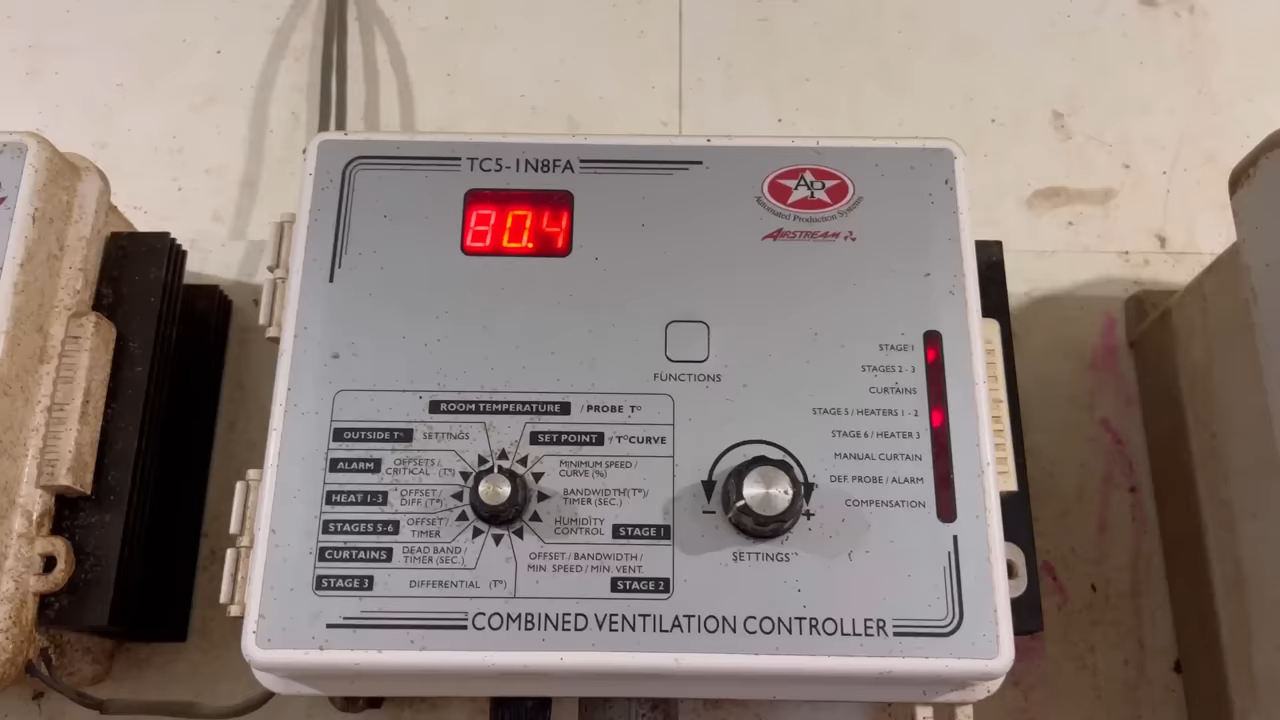 TC5-1N8FA
80.4
AP
Automated Production Systems
AIRSTREAM
FUNCTIONS
STAGE 1
STAGES 2 - 3
CURTAINS
STAGE 5 / HEATERS 1 - 2
STAGE 6 / HEATER 3
MANUAL CURTAIN
DEF. PROBE / ALARM
COMPENSATION
ROOM TEMPERATURE / PROBE T°
OUTSIDE T° SETTINGS
SET POINT / T° CURVE
ALARM OFFSETS / CRITICAL (T°)
MINIMUM SPEED / CURVE (%)
HEAT 1-3 OFFSET / DIFF. (T°)
BANDWIDTH (T°) / TIMER (SEC.)
STAGES 5-6 OFFSET / TIMER
HUMIDITY CONTROL STAGE 1
CURTAINS DEAD BAND / TIMER (SEC.)
OFFSET / BANDWIDTH /
MIN. SPEED / MIN. VENT.
STAGE 3 DIFFERENTIAL (T°)
STAGE 2
- +
SETTINGS
COMBINED VENTILATION CONTROLLER